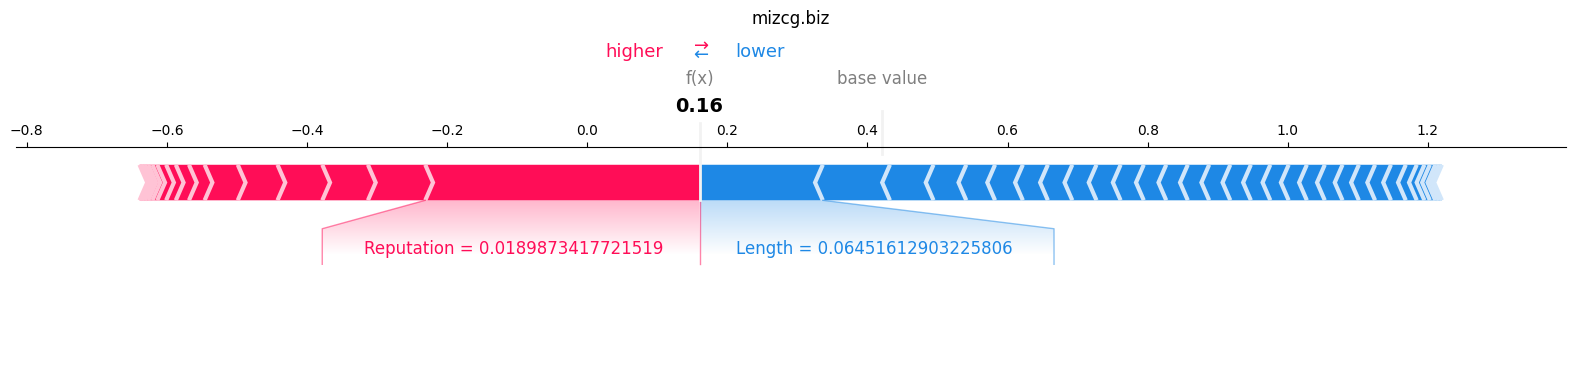 mizcg.biz
higher ⇄ lower
f(x) base value
0.16
−0.8 −0.6 −0.4 −0.2 0.0 0.2 0.4 0.6 0.8 1.0 1.2
Reputation = 0.0189873417721519 Length = 0.06451612903225806